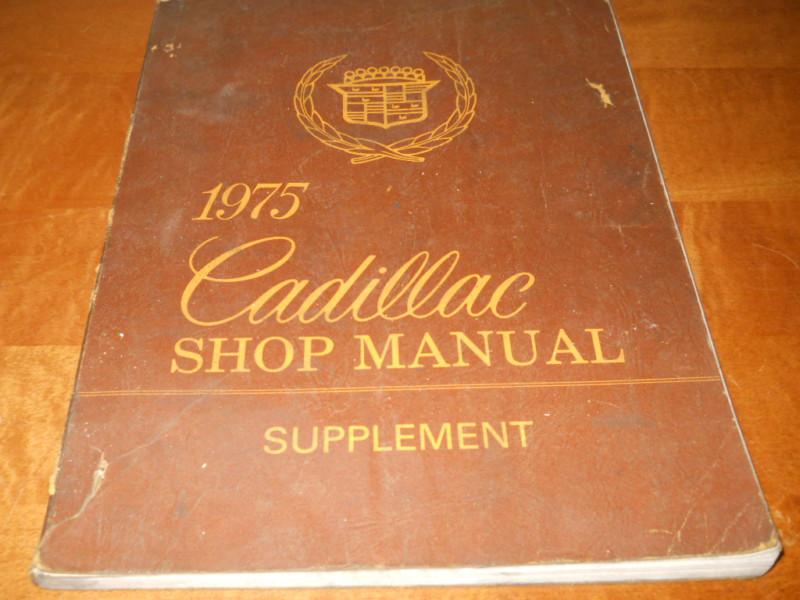 1975
Cadillac
SHOP MANUAL
SUPPLEMENT